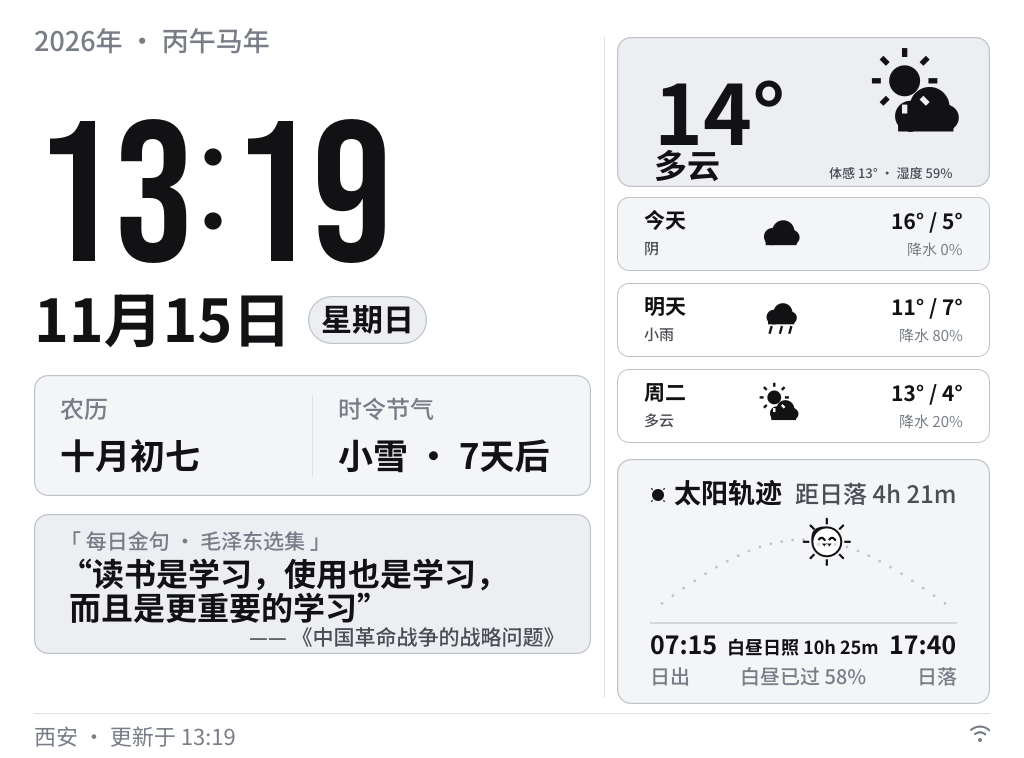 2026年 • 丙午马年
13:19
11月15日 星期日
农历
十月初七
时令节气
小雪 • 7天后
「 每日金句 • 毛泽东选集 」
“读书是学习，使用也是学习，
而且是更重要的学习”
—— 《中国革命战争的战略问题》
14°
多云
体感 13° • 湿度 59%
今天
阴
16° / 5°
降水 0%
明天
小雨
11° / 7°
降水 80%
周二
多云
13° / 4°
降水 20%
太阳轨迹 距日落 4h 21m
07:15 白昼日照 10h 25m 17:40
日出 白昼已过 58% 日落
西安 • 更新于 13:19